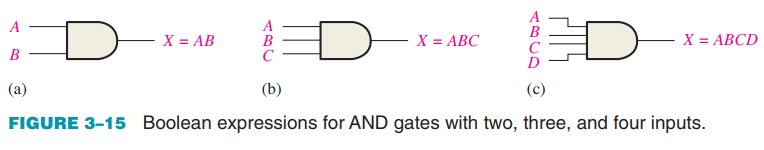 A
B
X = AB
(a)
A
B
C
X = ABC
(b)
A
B
C
D
X = ABCD
(c)
FIGURE 3–15 Boolean expressions for AND gates with two, three, and four inputs.